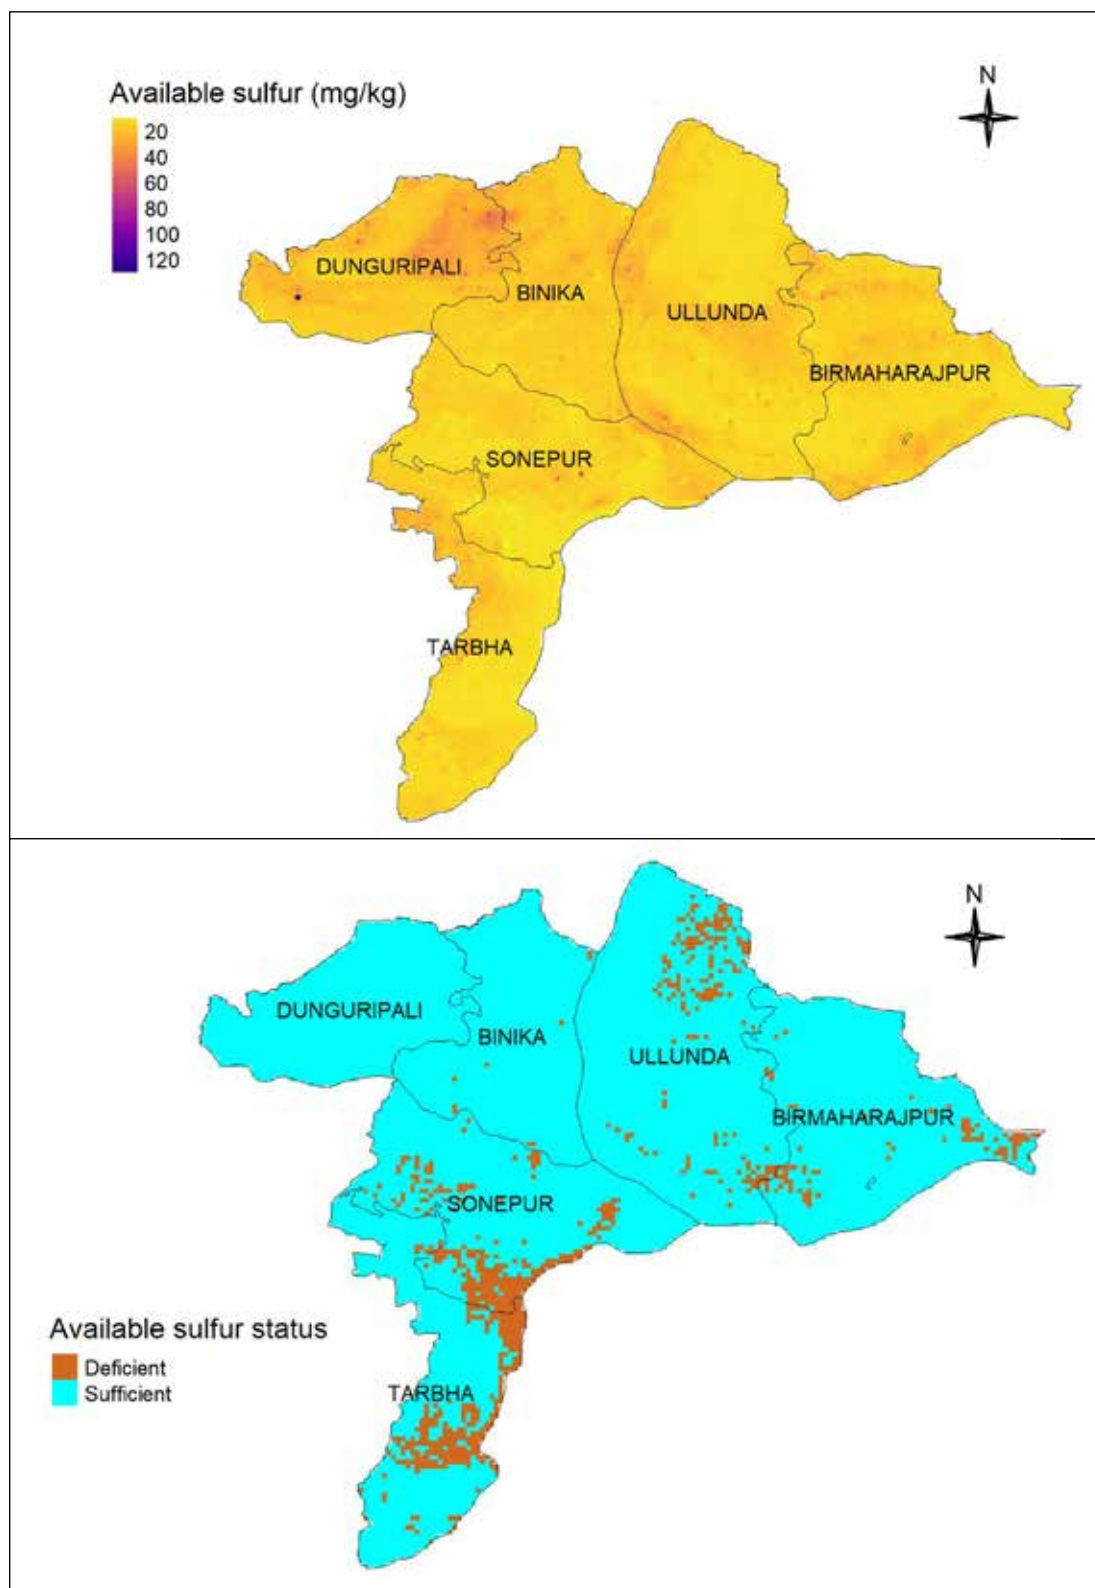 N
Available sulfur (mg/kg)
20
40
60
80
100
120
DUNGURIPALI
BINIKA
ULLUNDA
BIRMAHARAJPUR
SONEPUR
TARBHA
N
DUNGURIPALI
BINIKA
ULLUNDA
BIRMAHARAJPUR
SONEPUR
Available sulfur status
Deficient
Sufficient
TARBHA